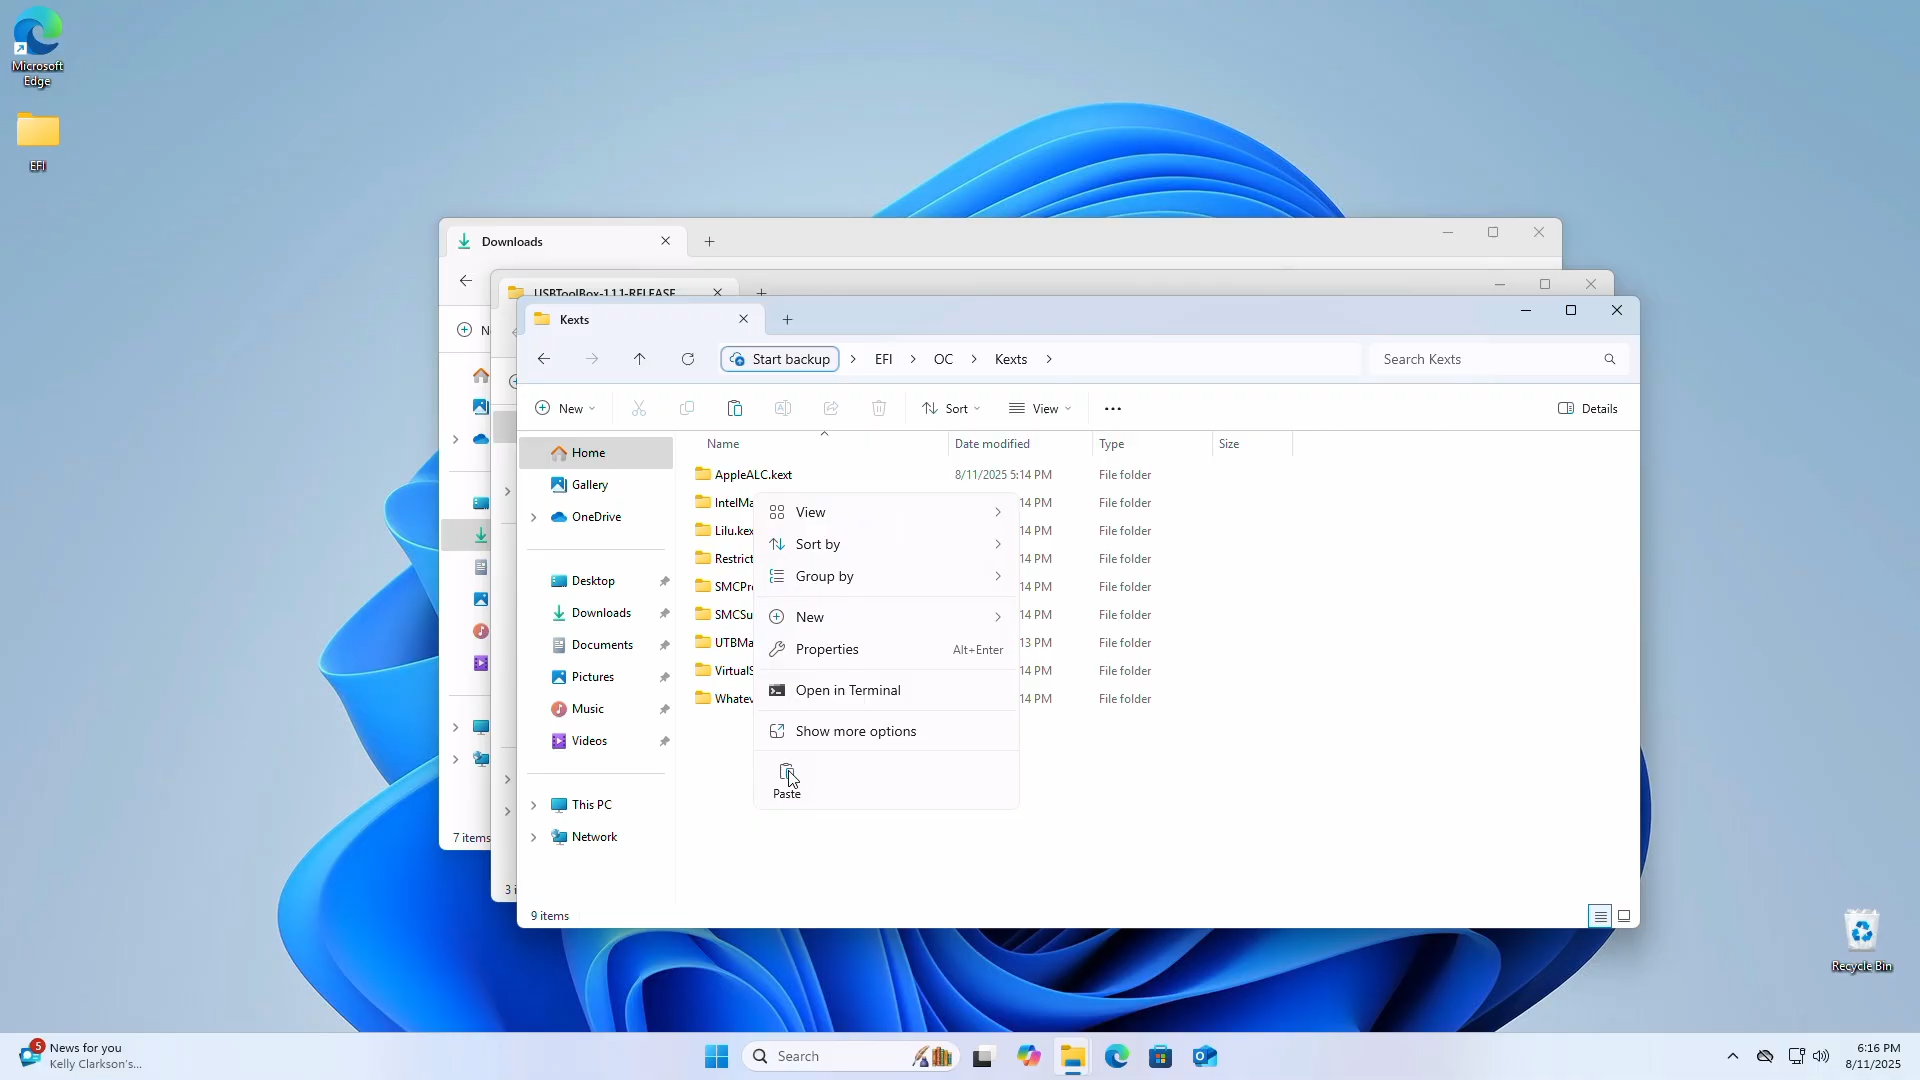 Microsoft
Edge
EFI
Downloads
USBToolBox-1.1.1-RELEASE
Kexts
Start backup
EFI
OC
Kexts
Search Kexts
New
Sort
View
Details
Home
Gallery
OneDrive
Desktop
Downloads
Documents
Pictures
Music
Videos
This PC
Network
Name
Date modified
Type
Size
AppleALC.kext
8/11/2025 5:14 PM
File folder
IntelMa
14 PM
File folder
Lilu.kex
14 PM
File folder
Restrict
14 PM
File folder
SMCPr
14 PM
File folder
SMCSu
14 PM
File folder
UTBMa
13 PM
File folder
VirtualS
14 PM
File folder
Whatev
14 PM
File folder
View
Sort by
Group by
New
Properties
Alt+Enter
Open in Terminal
Show more options
Paste
7 items
9 items
Recycle Bin
5
News for you
Kelly Clarkson's...
Search
6:16 PM
8/11/2025